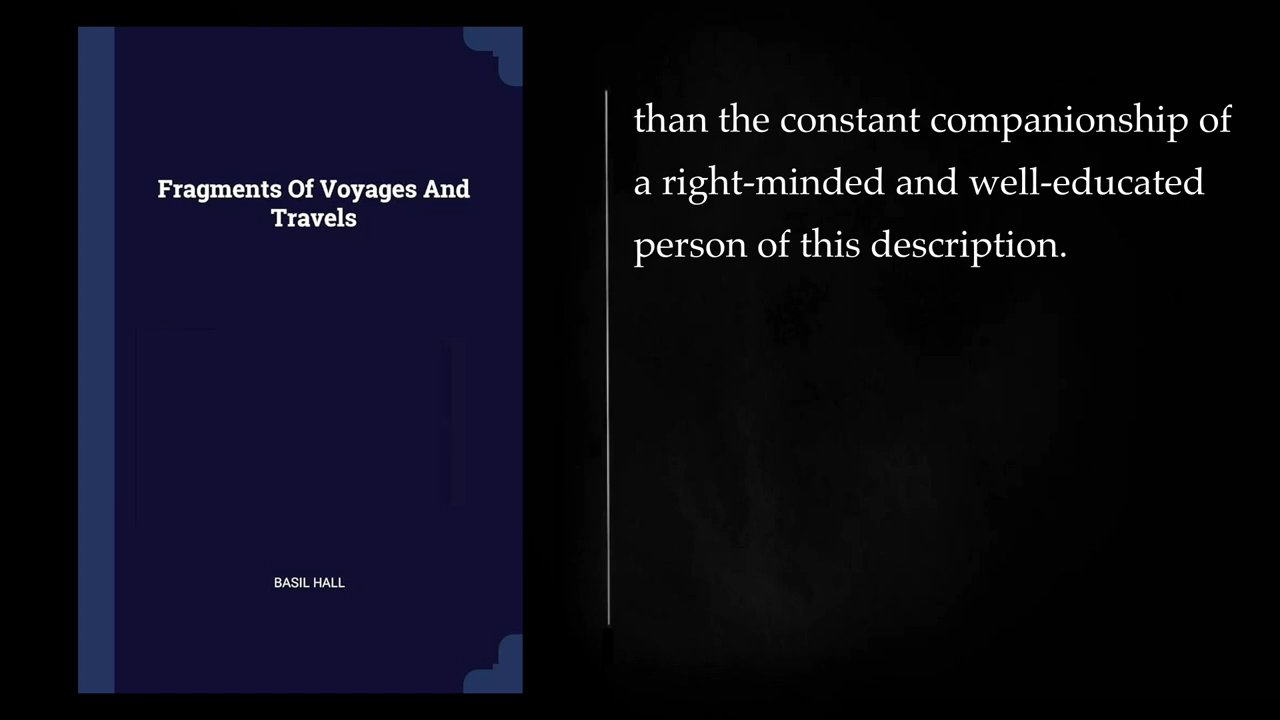 Fragments Of Voyages And
Travels
BASIL HALL
than the constant companionship of
a right-minded and well-educated
person of this description.